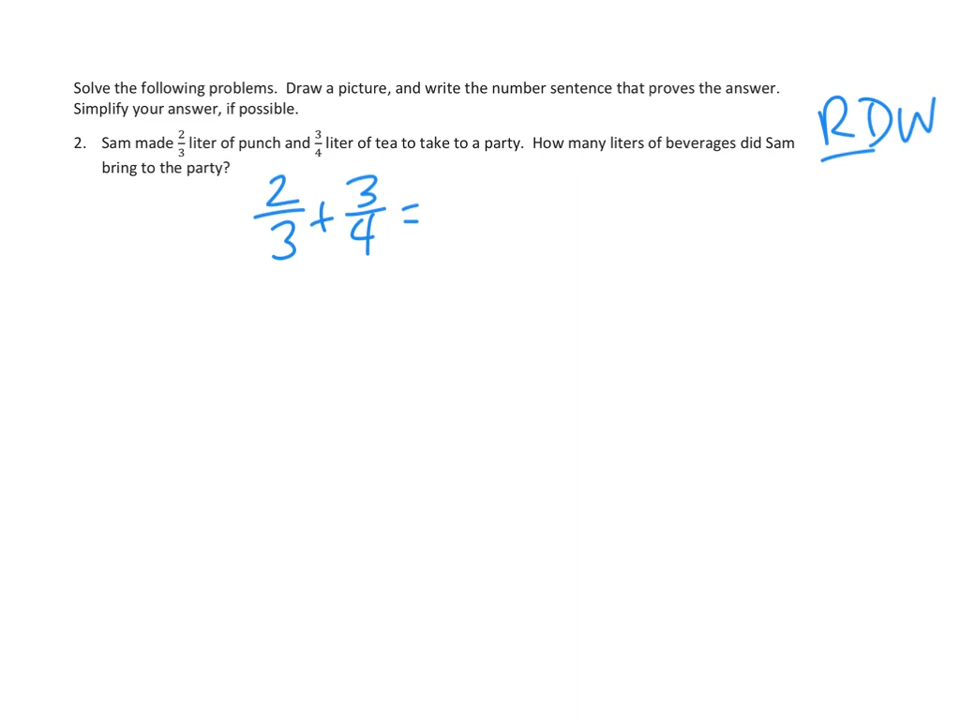 Solve the following problems.  Draw a picture, and write the number sentence that proves the answer.
Simplify your answer, if possible.
RDW
2. Sam made 2/3 liter of punch and 3/4 liter of tea to take to a party.  How many liters of beverages did Sam
bring to the party?
2/3 + 3/4 =